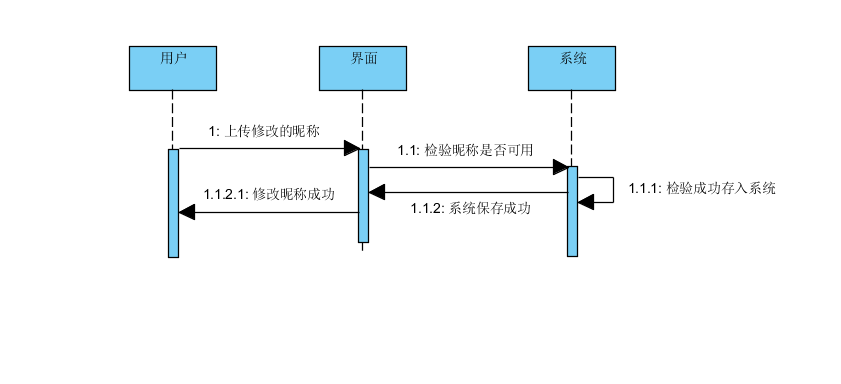 用户
界面
系统
1: 上传修改的昵称
1.1: 检验昵称是否可用
1.1.1: 检验成功存入系统
1.1.2: 系统保存成功
1.1.2.1: 修改昵称成功